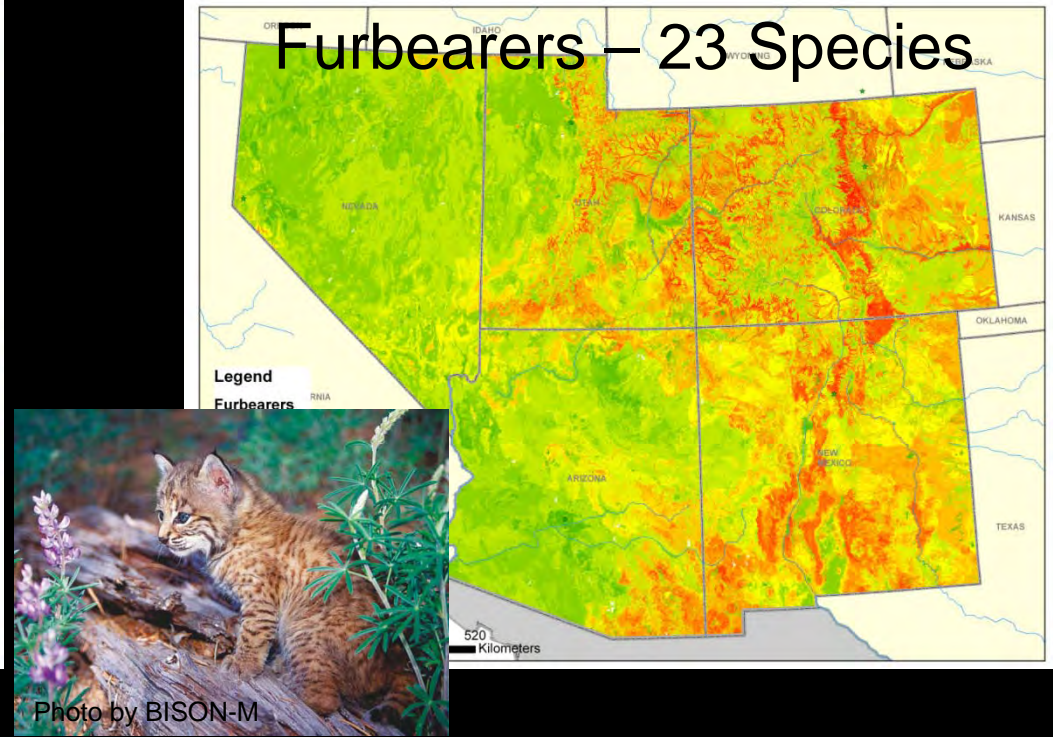 Furbearers – 23 Species
IDAHO
WYOMING
NEVADA
UTAH
COLORADO
KANSAS
OKLAHOMA
Legend
Furbearers
RNIA
ARIZONA
NEW
MEXICO
TEXAS
520
Kilometers
Photo by BISON-M